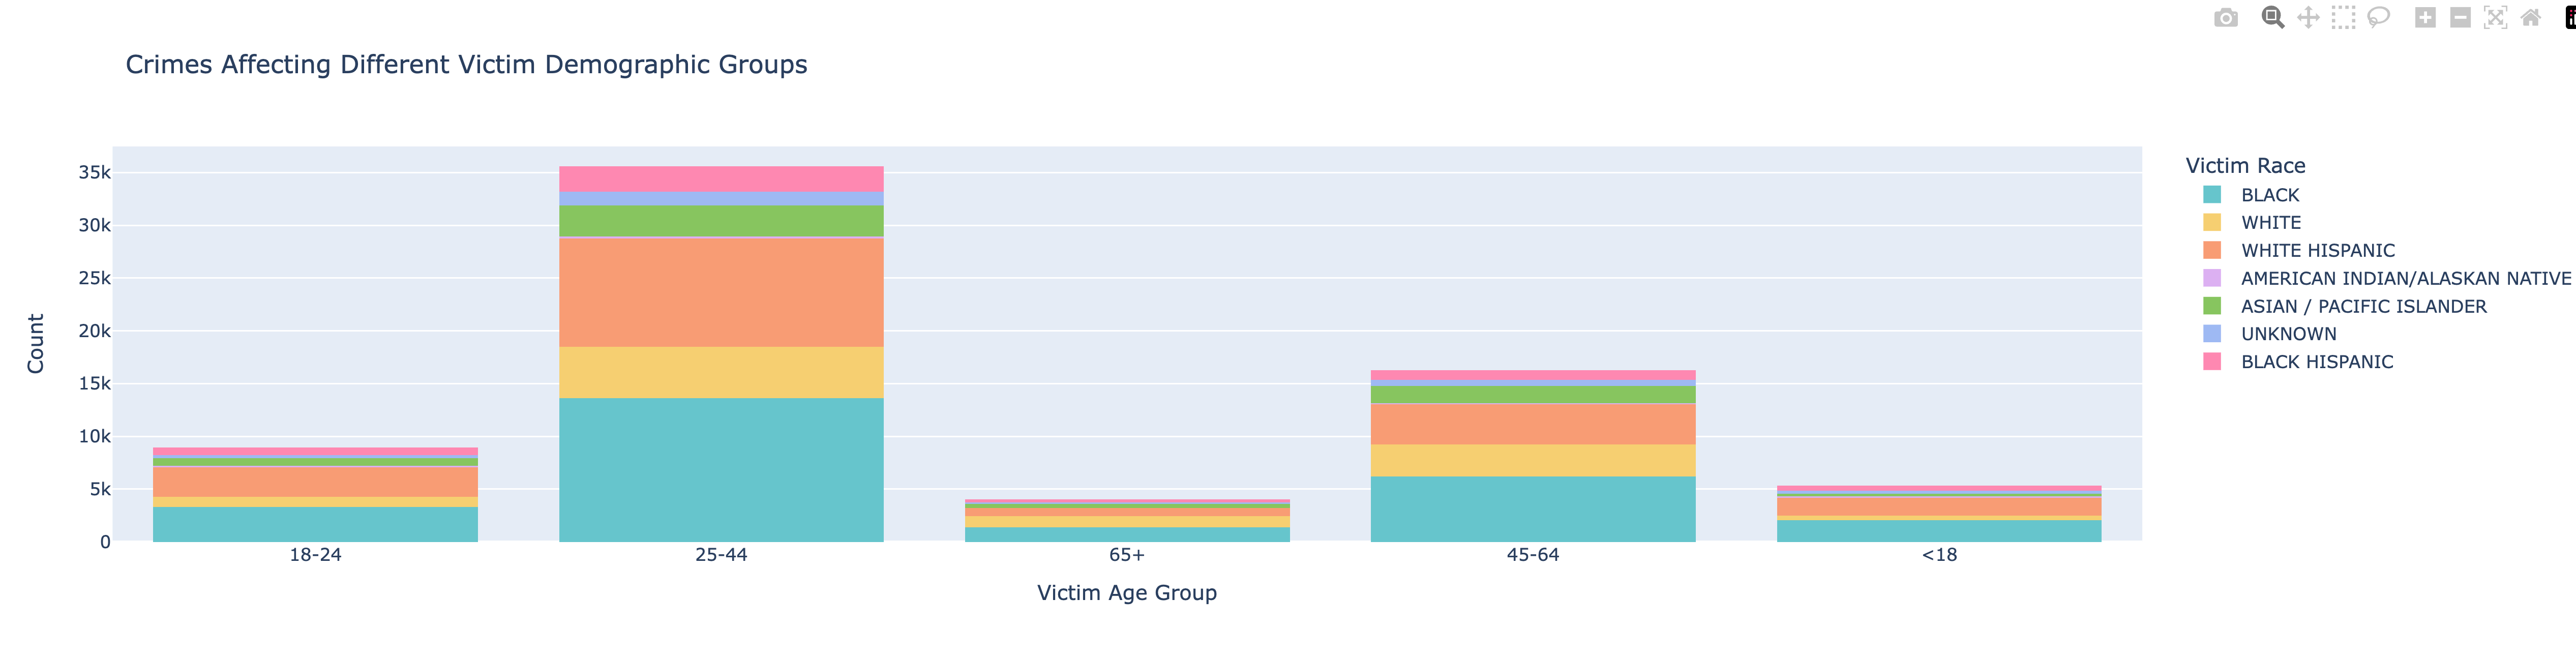 Crimes Affecting Different Victim Demographic Groups
35k
30k
25k
20k
15k
10k
5k
0
Count
18-24
25-44
65+
45-64
<18
Victim Age Group
Victim Race
BLACK
WHITE
WHITE HISPANIC
AMERICAN INDIAN/ALASKAN NATIVE
ASIAN / PACIFIC ISLANDER
UNKNOWN
BLACK HISPANIC